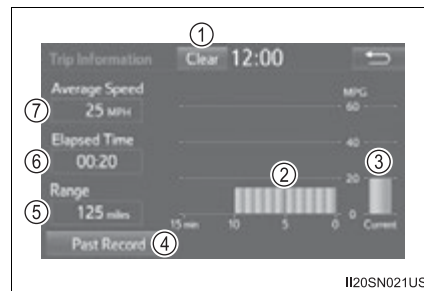 ①
Trip Information Clear 12:00
Average Speed MPG
⑦ 25 MPH 60
Elapsed Time 40
⑥ 00:20 ② ③
Range 20
⑤ 125 miles 0
15 min 10 5 0 Current
Past Record ④
II20SN021US